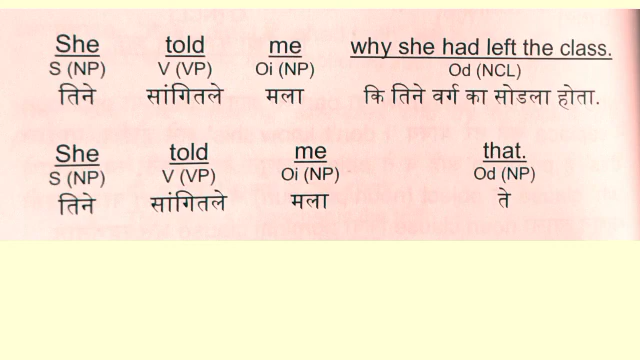 She told me why she had left the class.
S (NP) V (VP) Oi (NP) Od (NCL)
तिने सांगितले मला कि तिने वर्ग का सोडला होता.
She told me that.
S (NP) V (VP) Oi (NP) Od (NP)
तिने सांगितले मला ते